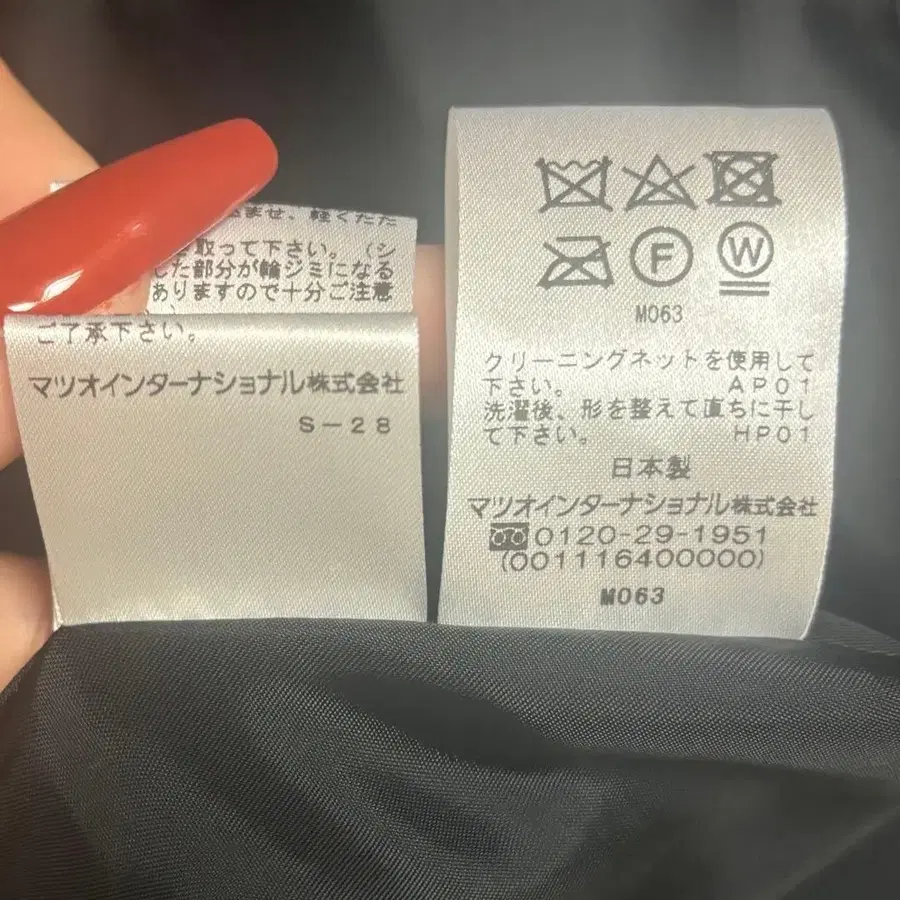 ませ、軽くたた
取って下さい。（シ
した部分が輪ジミになる
ありますので十分ご注意
ご了承下さい。
マツオインターナショナル株式会社
S-28
F
W
M063
クリーニングネットを使用して
下さい。 AP01
洗濯後、形を整えて直ちに干し
て下さい。 HP01
日本製
マツオインターナショナル株式会社
0120-29-1951
(001116400000)
M063